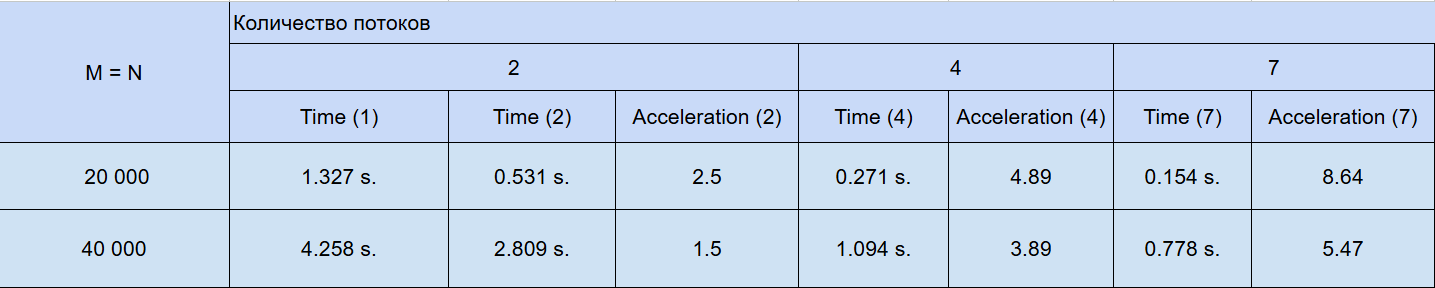 Количество потоков
M = N
2 4 7
Time (1) Time (2) Acceleration (2) Time (4) Acceleration (4) Time (7) Acceleration (7)
20 000 1.327 s. 0.531 s. 2.5 0.271 s. 4.89 0.154 s. 8.64
40 000 4.258 s. 2.809 s. 1.5 1.094 s. 3.89 0.778 s. 5.47